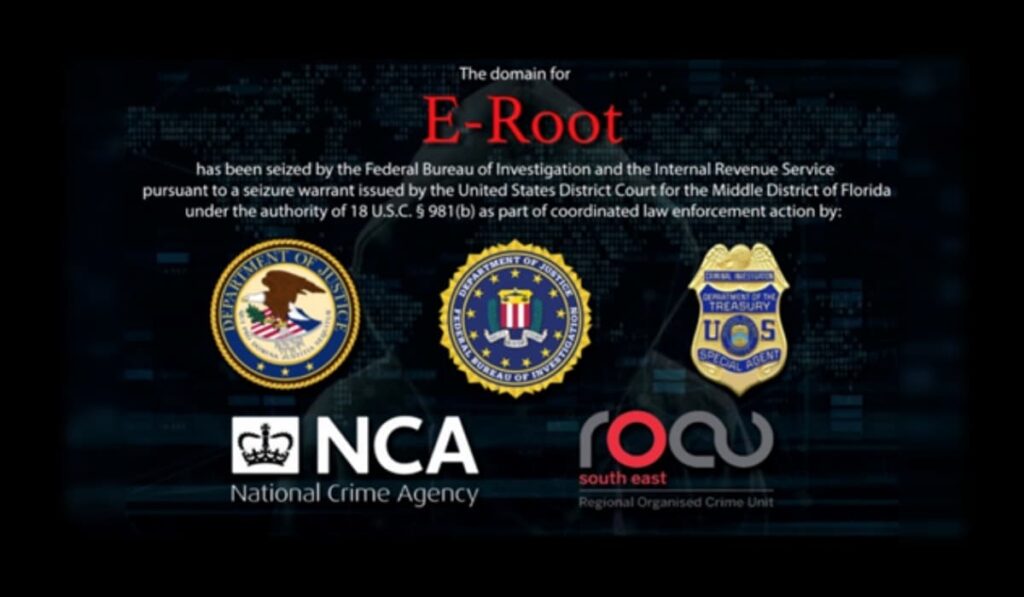 The domain for
E-Root
has been seized by the Federal Bureau of Investigation and the Internal Revenue Service
pursuant to a seizure warrant issued by the United States District Court for the Middle District of Florida
under the authority of 18 U.S.C. § 981(b) as part of coordinated law enforcement action by:
DEPARTMENT OF JUSTICE
DEPARTMENT OF JUSTICE
FEDERAL BUREAU OF INVESTIGATION
CRIMINAL INVESTIGATION
DEPARTMENT OF THE
TREASURY
U S
SPECIAL AGENT
NCA
National Crime Agency
rocu
south east
Regional Organised Crime Unit